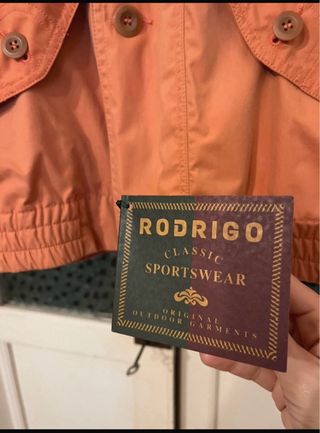 RODRIGO
CLASSIC
SPORTSWEAR
ORIGINAL
OUTDOOR GARMENTS